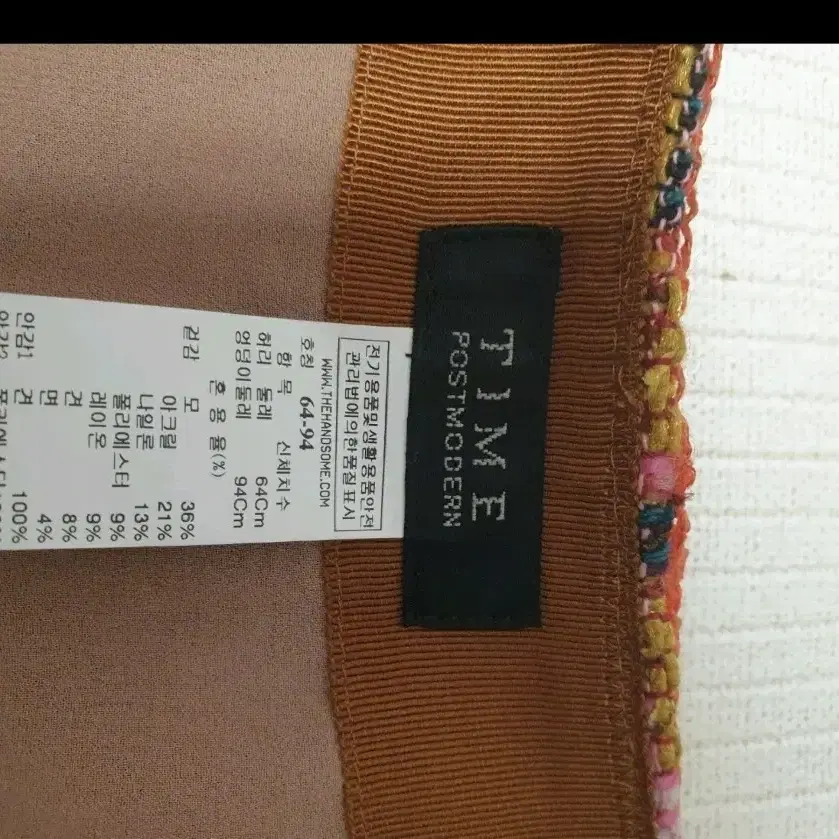 TIME
POSTMODERN
전기용품및생활용품안전
관리법에의한품질표시
WWW.THEHANDSOME.COM
호칭 64-94
항 목 신체치수
허리 둘레 64Cm
엉덩이둘레 94Cm
혼 용 율(%)
겉감 모 36%
아크릴 21%
나일론 13%
폴리에스터 9%
레이온 9%
견 8%
면 4%
안감1 견 100%